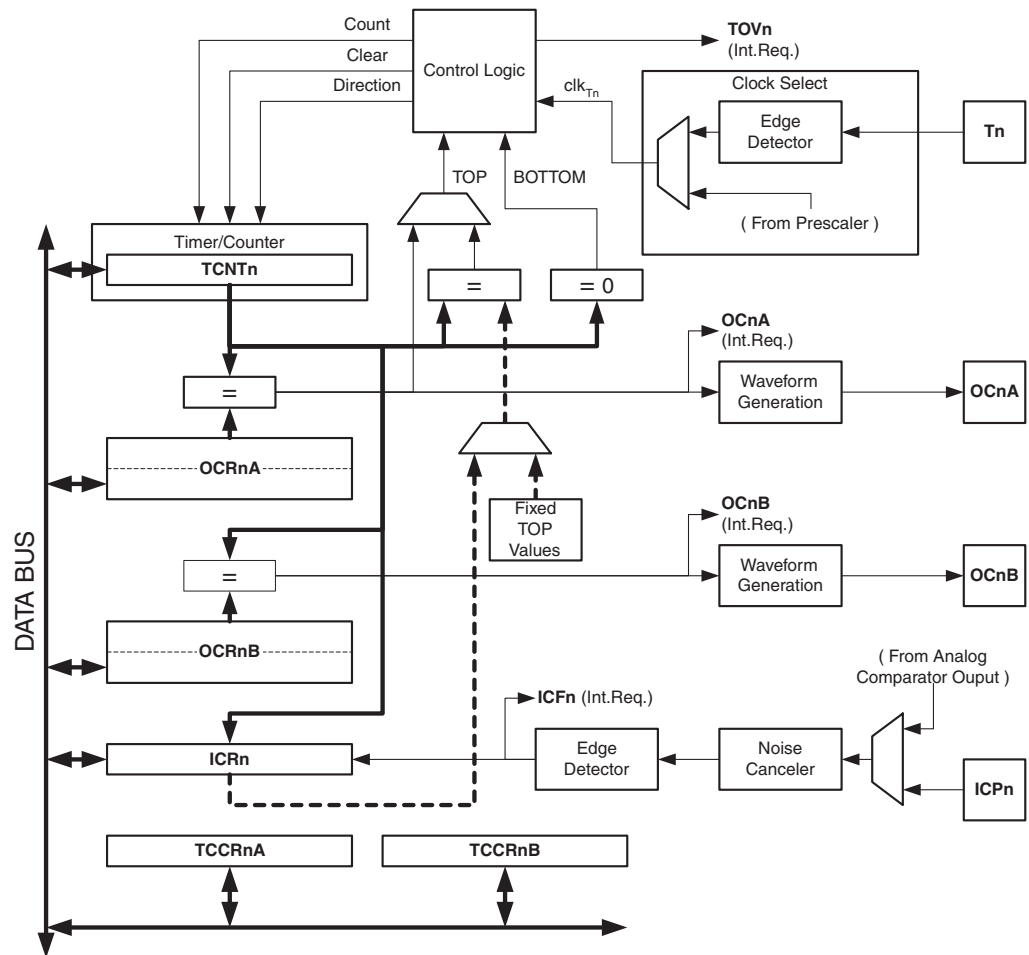 Count
Clear
Direction
Control Logic
TOVn
(Int.Req.)
clkTn
Clock Select
Edge
Detector
Tn
( From Prescaler )
TOP
BOTTOM
Timer/Counter
TCNTn
=
= 0
OCnA
(Int.Req.)
=
Waveform
Generation
OCnA
OCRnA
Fixed
TOP
Values
OCnB
(Int.Req.)
=
Waveform
Generation
OCnB
DATA BUS
OCRnB
( From Analog
Comparator Ouput )
ICFn (Int.Req.)
ICRn
Edge
Detector
Noise
Canceler
ICPn
TCCRnA
TCCRnB